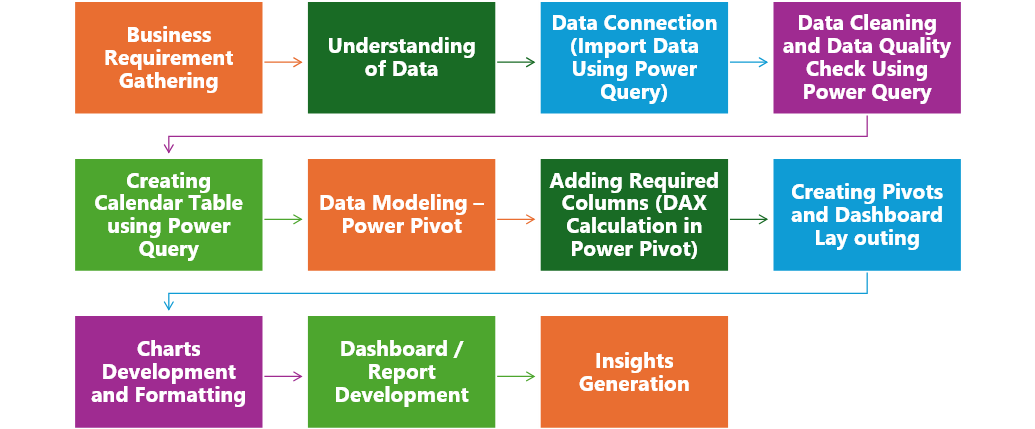 Business
Requirement
Gathering
Understanding
of Data
Data Connection
(Import Data
Using Power
Query)
Data Cleaning
and Data Quality
Check Using
Power Query
Creating
Calendar Table
using Power
Query
Data Modeling –
Power Pivot
Adding Required
Columns (DAX
Calculation in
Power Pivot)
Creating Pivots
and Dashboard
Lay outing
Charts
Development
and Formatting
Dashboard /
Report
Development
Insights
Generation